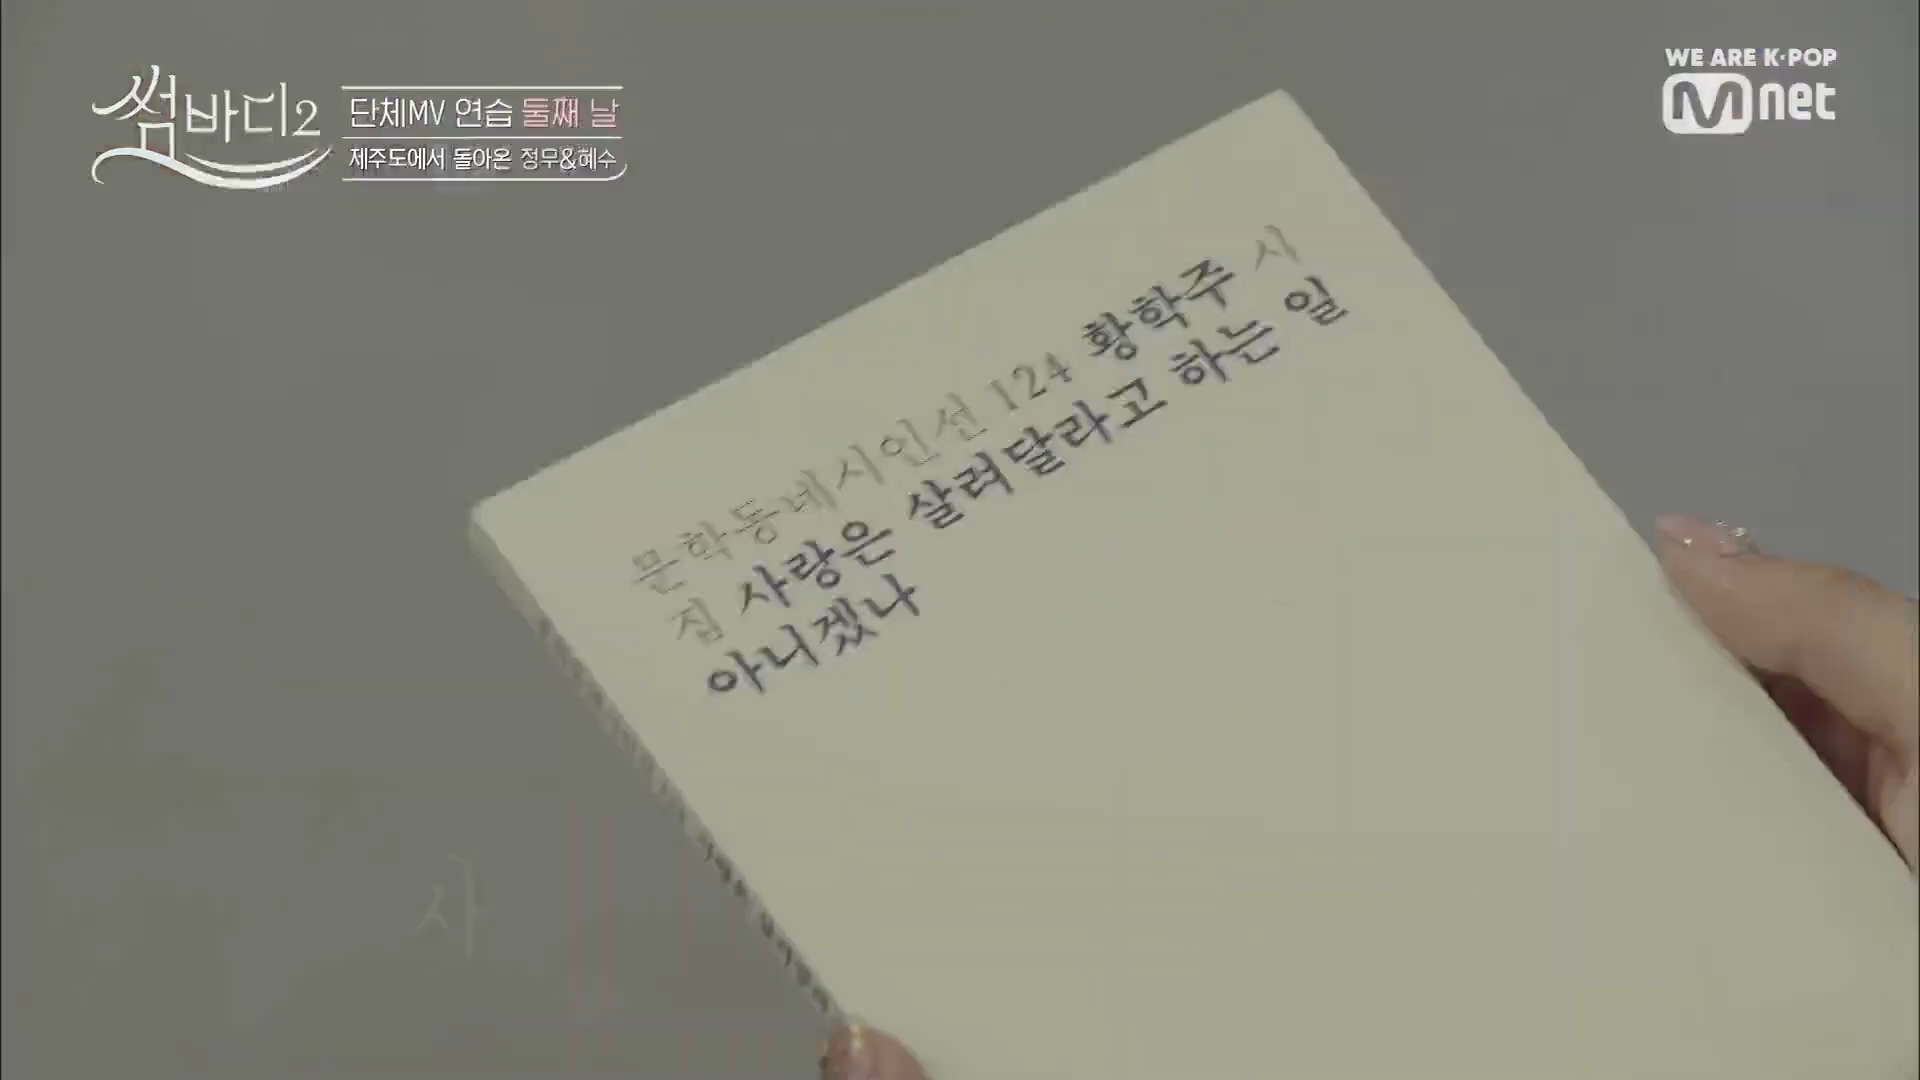 썸바디2
단체MV 연습 둘째 날
제주도에서 돌아온 정무&혜수
WE ARE K-POP
Mnet
문학동네시인선 124 황학주 시
집 사랑은 살려달라고 하는 일
아니겠나
사